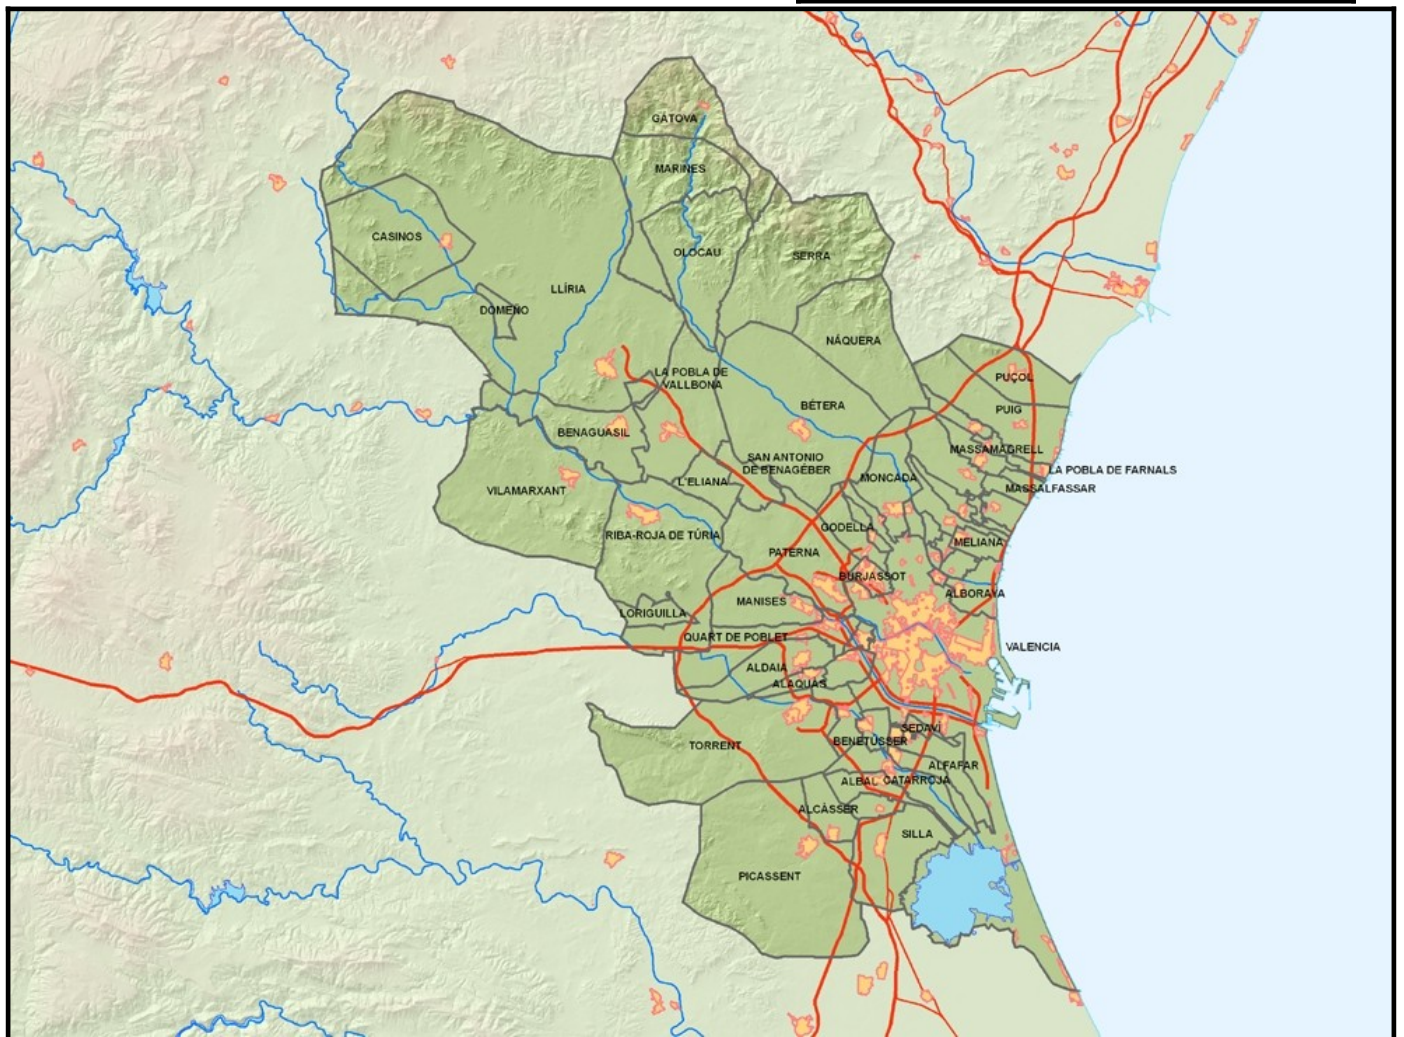 GÁTOVA
MARINES
CASINOS
OLOCAU
SERRA
LLÍRIA
DOMEÑO
NÁQUERA
LA POBLA DE
VALLBONA
PUÇOL
BÉTERA
PUIG
BENAGUASIL
MASSAMAGRELL
SAN ANTONIO
DE BENAGÉBER
LA POBLA DE FARNALS
L'ELIANA
MONCADA
VILAMARXANT
MASSALFASSAR
GODELLA
RIBA-ROJA DE TÚRIA
MELIANA
PATERNA
BURJASSOT
ALBORAYA
MANISES
LORIGUILLA
QUART DE POBLET
VALENCIA
ALDAIA
ALAQUÀS
SEDAVÍ
TORRENT
BENETÚSSER
ALFAFAR
ALBAL
CATARROJA
ALCÀSSER
SILLA
PICASSENT